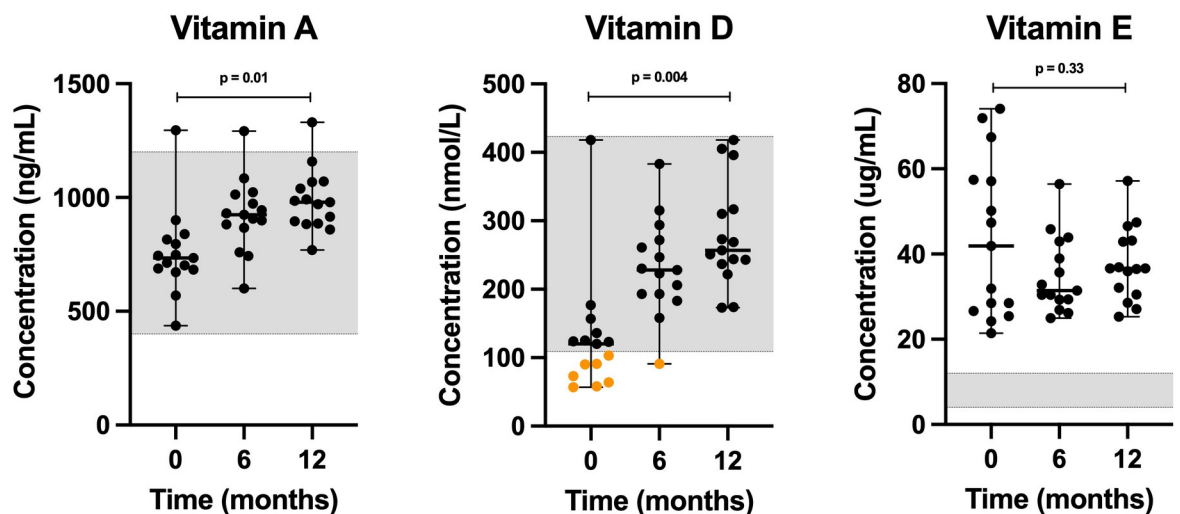 Vitamin A
p = 0.01
Concentration (ng/mL)
1500
1000
500
0
0 6 12
Time (months)
Vitamin D
p = 0.004
Concentration (nmol/L)
500
400
300
200
100
0
0 6 12
Time (months)
Vitamin E
p = 0.33
Concentration (ug/mL)
80
60
40
20
0
0 6 12
Time (months)